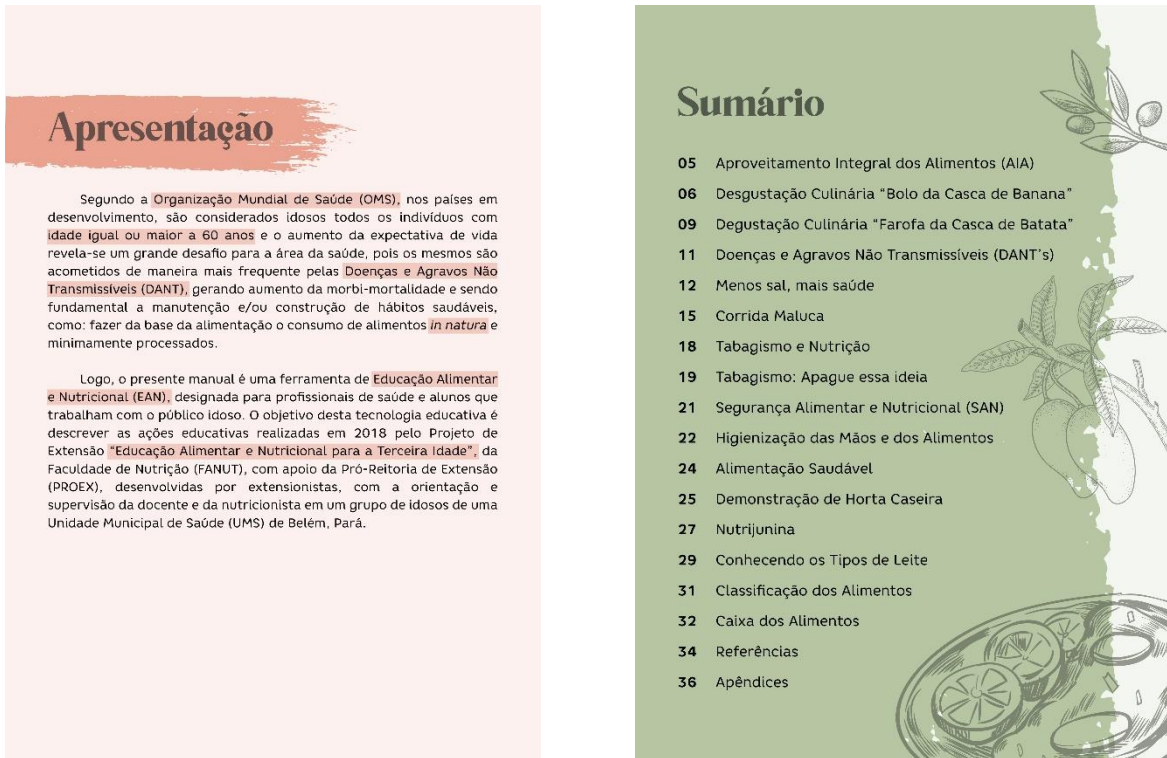 Apresentação
Segundo a Organização Mundial de Saúde (OMS), nos países em
desenvolvimento, são considerados idosos todos os indivíduos com
idade igual ou maior a 60 anos e o aumento da expectativa de vida
revela-se um grande desafio para a área da saúde, pois os mesmos são
acometidos de maneira mais frequente pelas Doenças e Agravos Não
Transmissíveis (DANT), gerando aumento da morbi-mortalidade e sendo
fundamental a manutenção e/ou construção de hábitos saudáveis,
como: fazer da base da alimentação o consumo de alimentos in natura e
minimamente processados.
Logo, o presente manual é uma ferramenta de Educação Alimentar
e Nutricional (EAN), designada para profissionais de saúde e alunos que
trabalham com o público idoso. O objetivo desta tecnologia educativa é
descrever as ações educativas realizadas em 2018 pelo Projeto de
Extensão "Educação Alimentar e Nutricional para a Terceira Idade", da
Faculdade de Nutrição (FANUT), com apoio da Pró-Reitoria de Extensão
(PROEX), desenvolvidas por extensionistas, com a orientação e
supervisão da docente e da nutricionista em um grupo de idosos de uma
Unidade Municipal de Saúde (UMS) de Belém, Pará.
Sumário
05 Aproveitamento Integral dos Alimentos (AIA)
06 Desgustação Culinária "Bolo da Casca de Banana"
09 Degustação Culinária "Farofa da Casca de Batata"
11 Doenças e Agravos Não Transmissíveis (DANT's)
12 Menos sal, mais saúde
15 Corrida Maluca
18 Tabagismo e Nutrição
19 Tabagismo: Apague essa ideia
21 Segurança Alimentar e Nutricional (SAN)
22 Higienização das Mãos e dos Alimentos
24 Alimentação Saudável
25 Demonstração de Horta Caseira
27 Nutrijunina
29 Conhecendo os Tipos de Leite
31 Classificação dos Alimentos
32 Caixa dos Alimentos
34 Referências
36 Apêndices